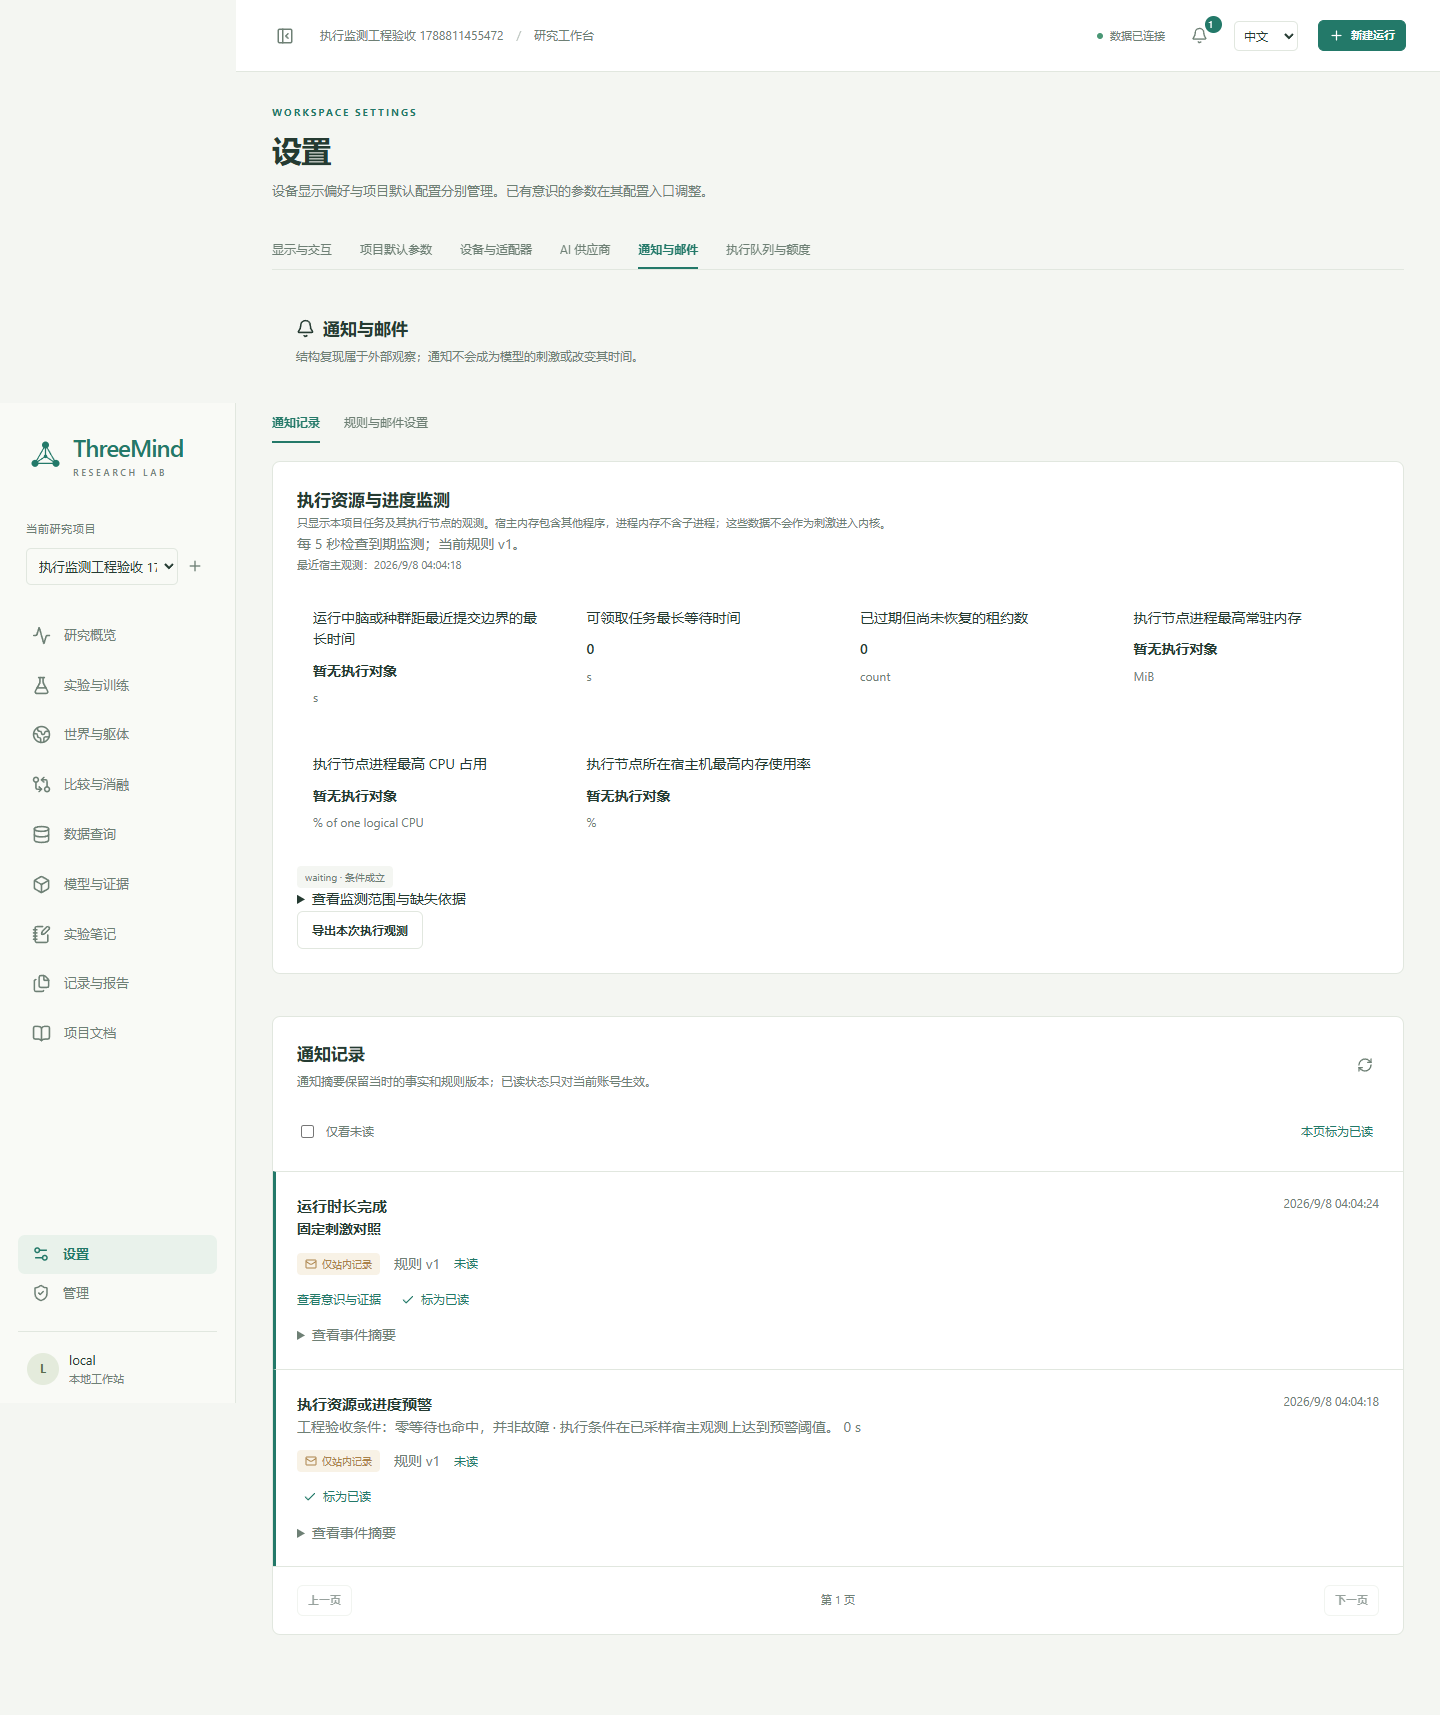 执行监测工程验收 1788811455472 / 研究工作台
数据已连接
1
中文
新建运行
WORKSPACE SETTINGS
设置
设备显示偏好与项目默认配置分别管理。已有意识的参数在其配置入口调整。
显示与交互 项目默认参数 设备与适配器 AI 供应商 通知与邮件 执行队列与额度
通知与邮件
结构复现属于外部观察；通知不会成为模型的刺激或改变其时间。
ThreeMind
RESEARCH LAB
当前研究项目
执行监测工程验收 17
研究概览
实验与训练
世界与躯体
比较与消融
数据查询
模型与证据
实验笔记
记录与报告
项目文档
设置
管理
L
local
本地工作站
通知记录 规则与邮件设置
执行资源与进度监测
只显示本项目任务及其执行节点的观测。宿主内存包含其他程序，进程内存不含子进程；这些数据不会作为刺激进入内核。
每 5 秒检查到期监测；当前规则 v1。
最近宿主观测：2026/9/8 04:04:18
运行中脑或种群距最近提交边界的最
长时间
暂无执行对象
s
可领取任务最长等待时间
0
s
已过期但尚未恢复的租约数
0
count
执行节点进程最高常驻内存
暂无执行对象
MiB
执行节点进程最高 CPU 占用
暂无执行对象
% of one logical CPU
执行节点所在宿主机最高内存使用率
暂无执行对象
%
waiting · 条件成立
查看监测范围与缺失依据
导出本次执行观测
通知记录
通知摘要保留当时的事实和规则版本；已读状态只对当前账号生效。
仅看未读
本页标为已读
运行时长完成
2026/9/8 04:04:24
固定刺激对照
仅站内记录 规则 v1 未读
查看意识与证据 标为已读
查看事件摘要
执行资源或进度预警
2026/9/8 04:04:18
工程验收条件：零等待也命中，并非故障 · 执行条件在已采样宿主观测上达到预警阈值。 0 s
仅站内记录 规则 v1 未读
标为已读
查看事件摘要
上一页
第 1 页
下一页